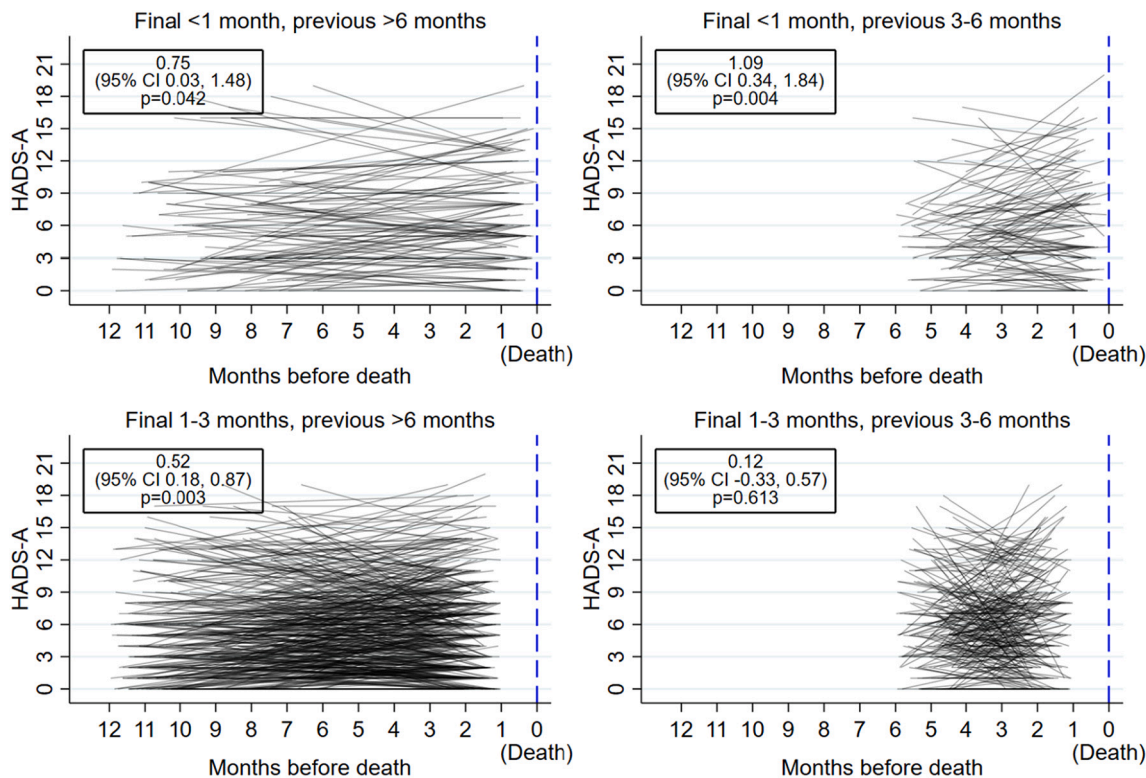 Final <1 month, previous >6 months
0.75
(95% CI 0.03, 1.48)
p=0.042
HADS-A
21
18
15
12
9
6
3
0
12 11 10 9 8 7 6 5 4 3 2 1 0
(Death)
Months before death
Final <1 month, previous 3-6 months
1.09
(95% CI 0.34, 1.84)
p=0.004
HADS-A
21
18
15
12
9
6
3
0
12 11 10 9 8 7 6 5 4 3 2 1 0
(Death)
Months before death
Final 1-3 months, previous >6 months
0.52
(95% CI 0.18, 0.87)
p=0.003
HADS-A
21
18
15
12
9
6
3
0
12 11 10 9 8 7 6 5 4 3 2 1 0
(Death)
Months before death
Final 1-3 months, previous 3-6 months
0.12
(95% CI -0.33, 0.57)
p=0.613
HADS-A
21
18
15
12
9
6
3
0
12 11 10 9 8 7 6 5 4 3 2 1 0
(Death)
Months before death